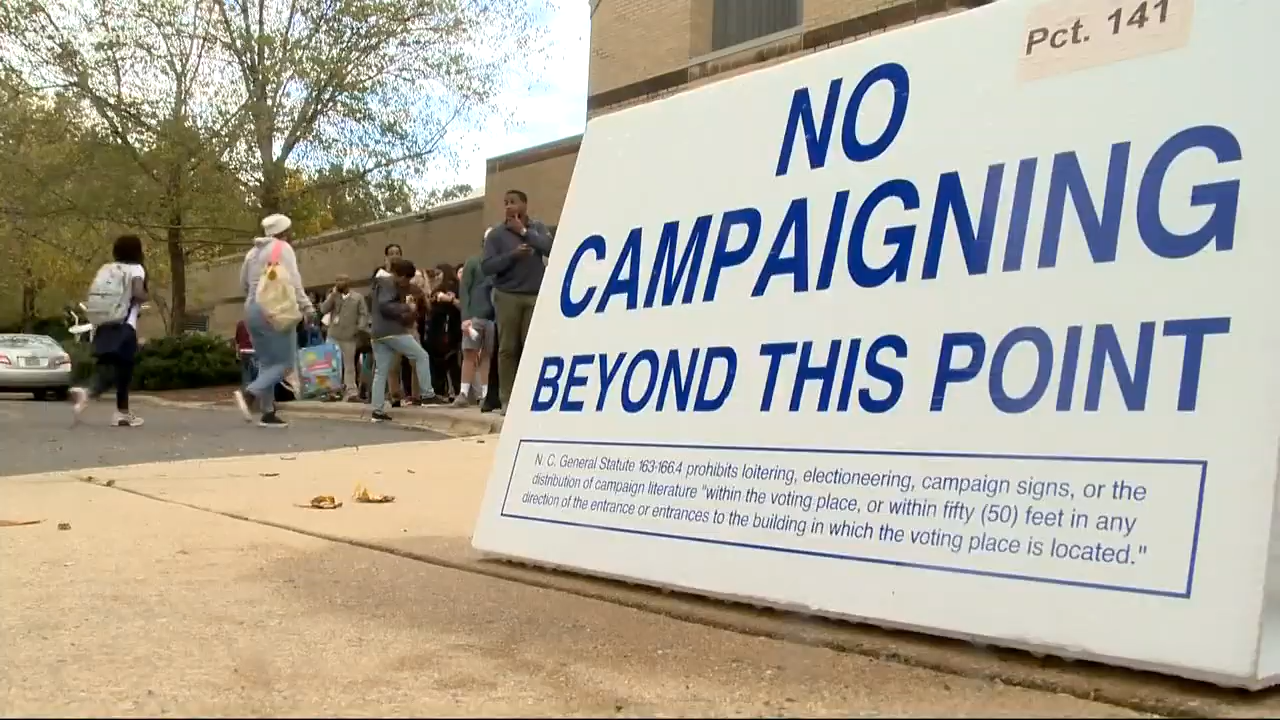 Pct. 141
NO
CAMPAIGNING
BEYOND THIS POINT
N. C. General Statute 163-166.4 prohibits loitering, electioneering, campaign signs, or the
distribution of campaign literature "within the voting place, or within fifty (50) feet in any
direction of the entrance or entrances to the building in which the voting place is located."